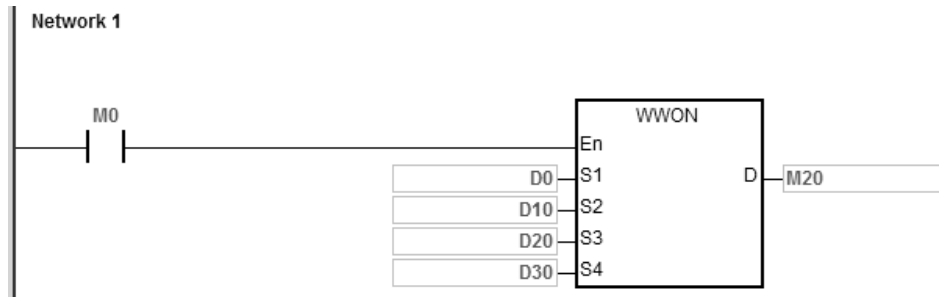 Network 1
M0
WWON
En
D0 S1 D M20
D10 S2
D20 S3
D30 S4